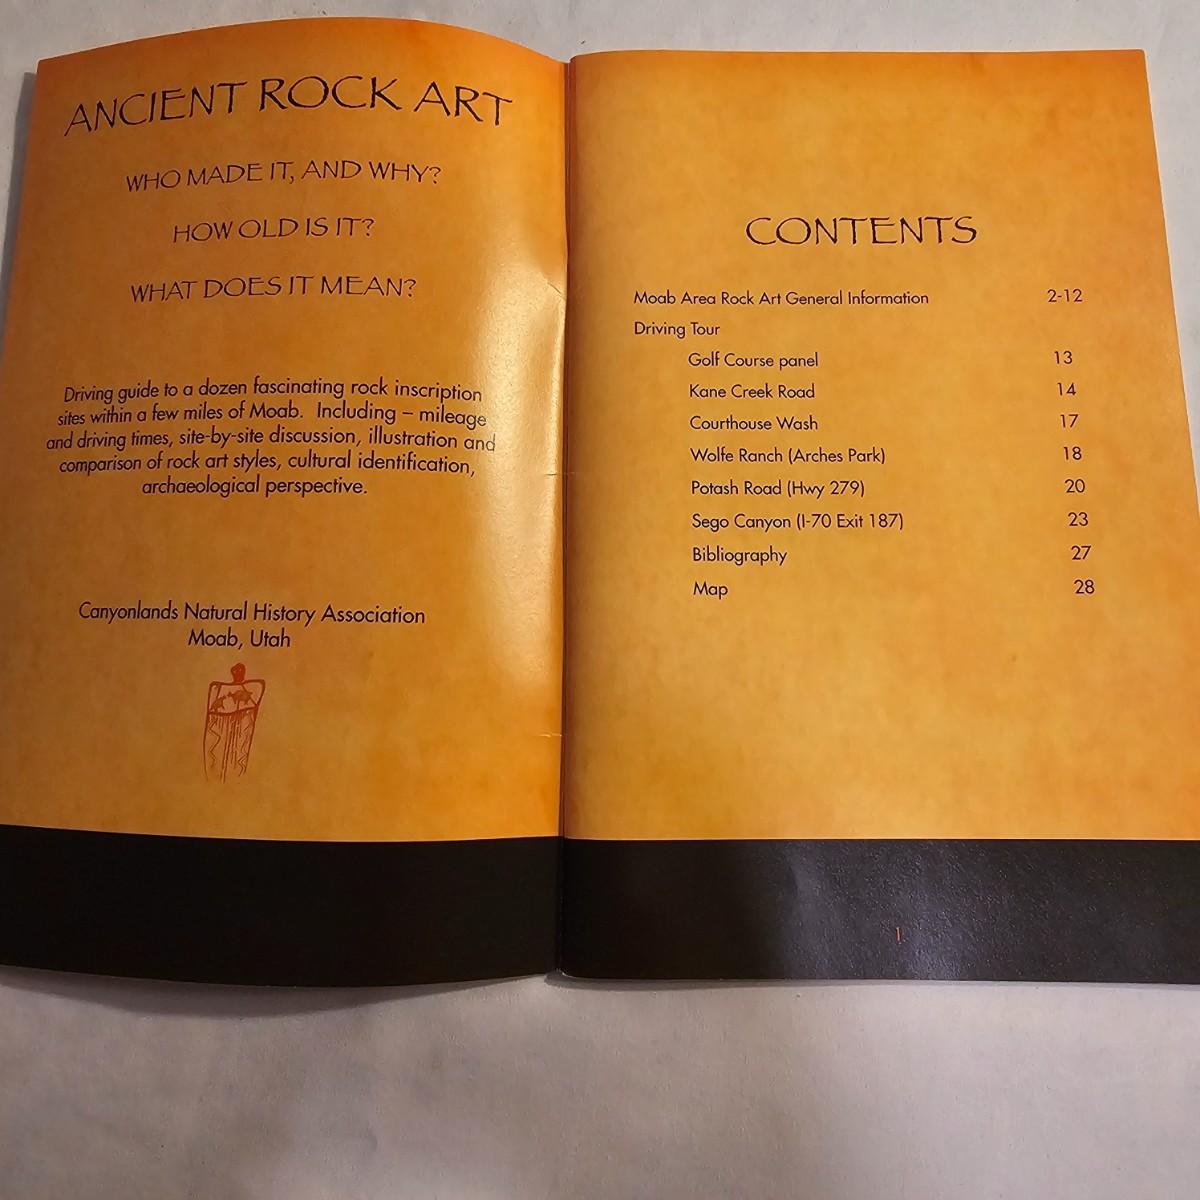 ANCIENT ROCK ART
WHO MADE IT, AND WHY?
HOW OLD IS IT?
WHAT DOES IT MEAN?
Driving guide to a dozen fascinating rock inscription
sites within a few miles of Moab. Including – mileage
and driving times, site-by-site discussion, illustration and
comparison of rock art styles, cultural identification,
archaeological perspective.
Canyonlands Natural History Association
Moab, Utah
CONTENTS
Moab Area Rock Art General Information 2-12
Driving Tour
Golf Course panel 13
Kane Creek Road 14
Courthouse Wash 17
Wolfe Ranch (Arches Park) 18
Potash Road (Hwy 279) 20
Sego Canyon (I-70 Exit 187) 23
Bibliography 27
Map 28
1